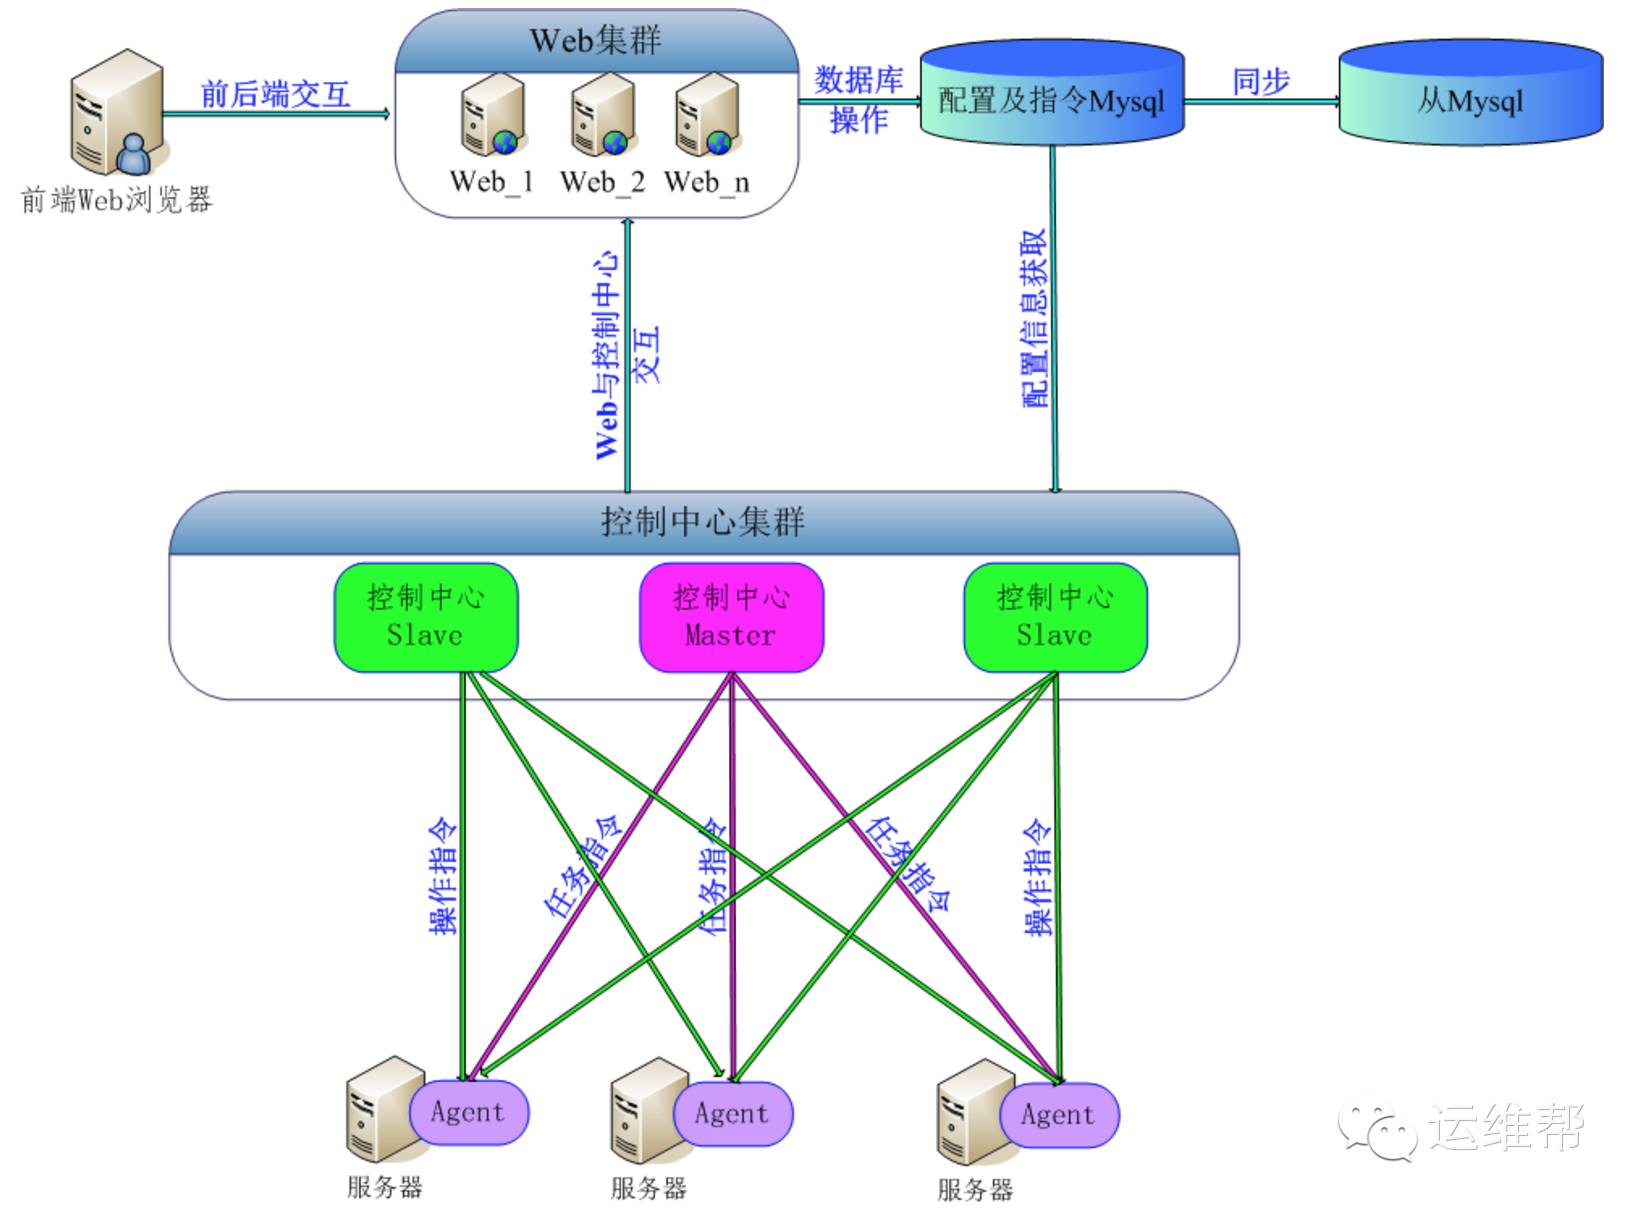 Web集群
前后端交互
前端Web浏览器
Web_1
Web_2
Web_n
数据库
操作
配置及指令Mysql
同步
从Mysql
Web与控制中心
交互
配置信息获取
控制中心集群
控制中心
Slave
控制中心
Master
控制中心
Slave
操作指令
任务指令
任务指令
任务指令
操作指令
Agent
Agent
Agent
服务器
服务器
服务器
运维帮